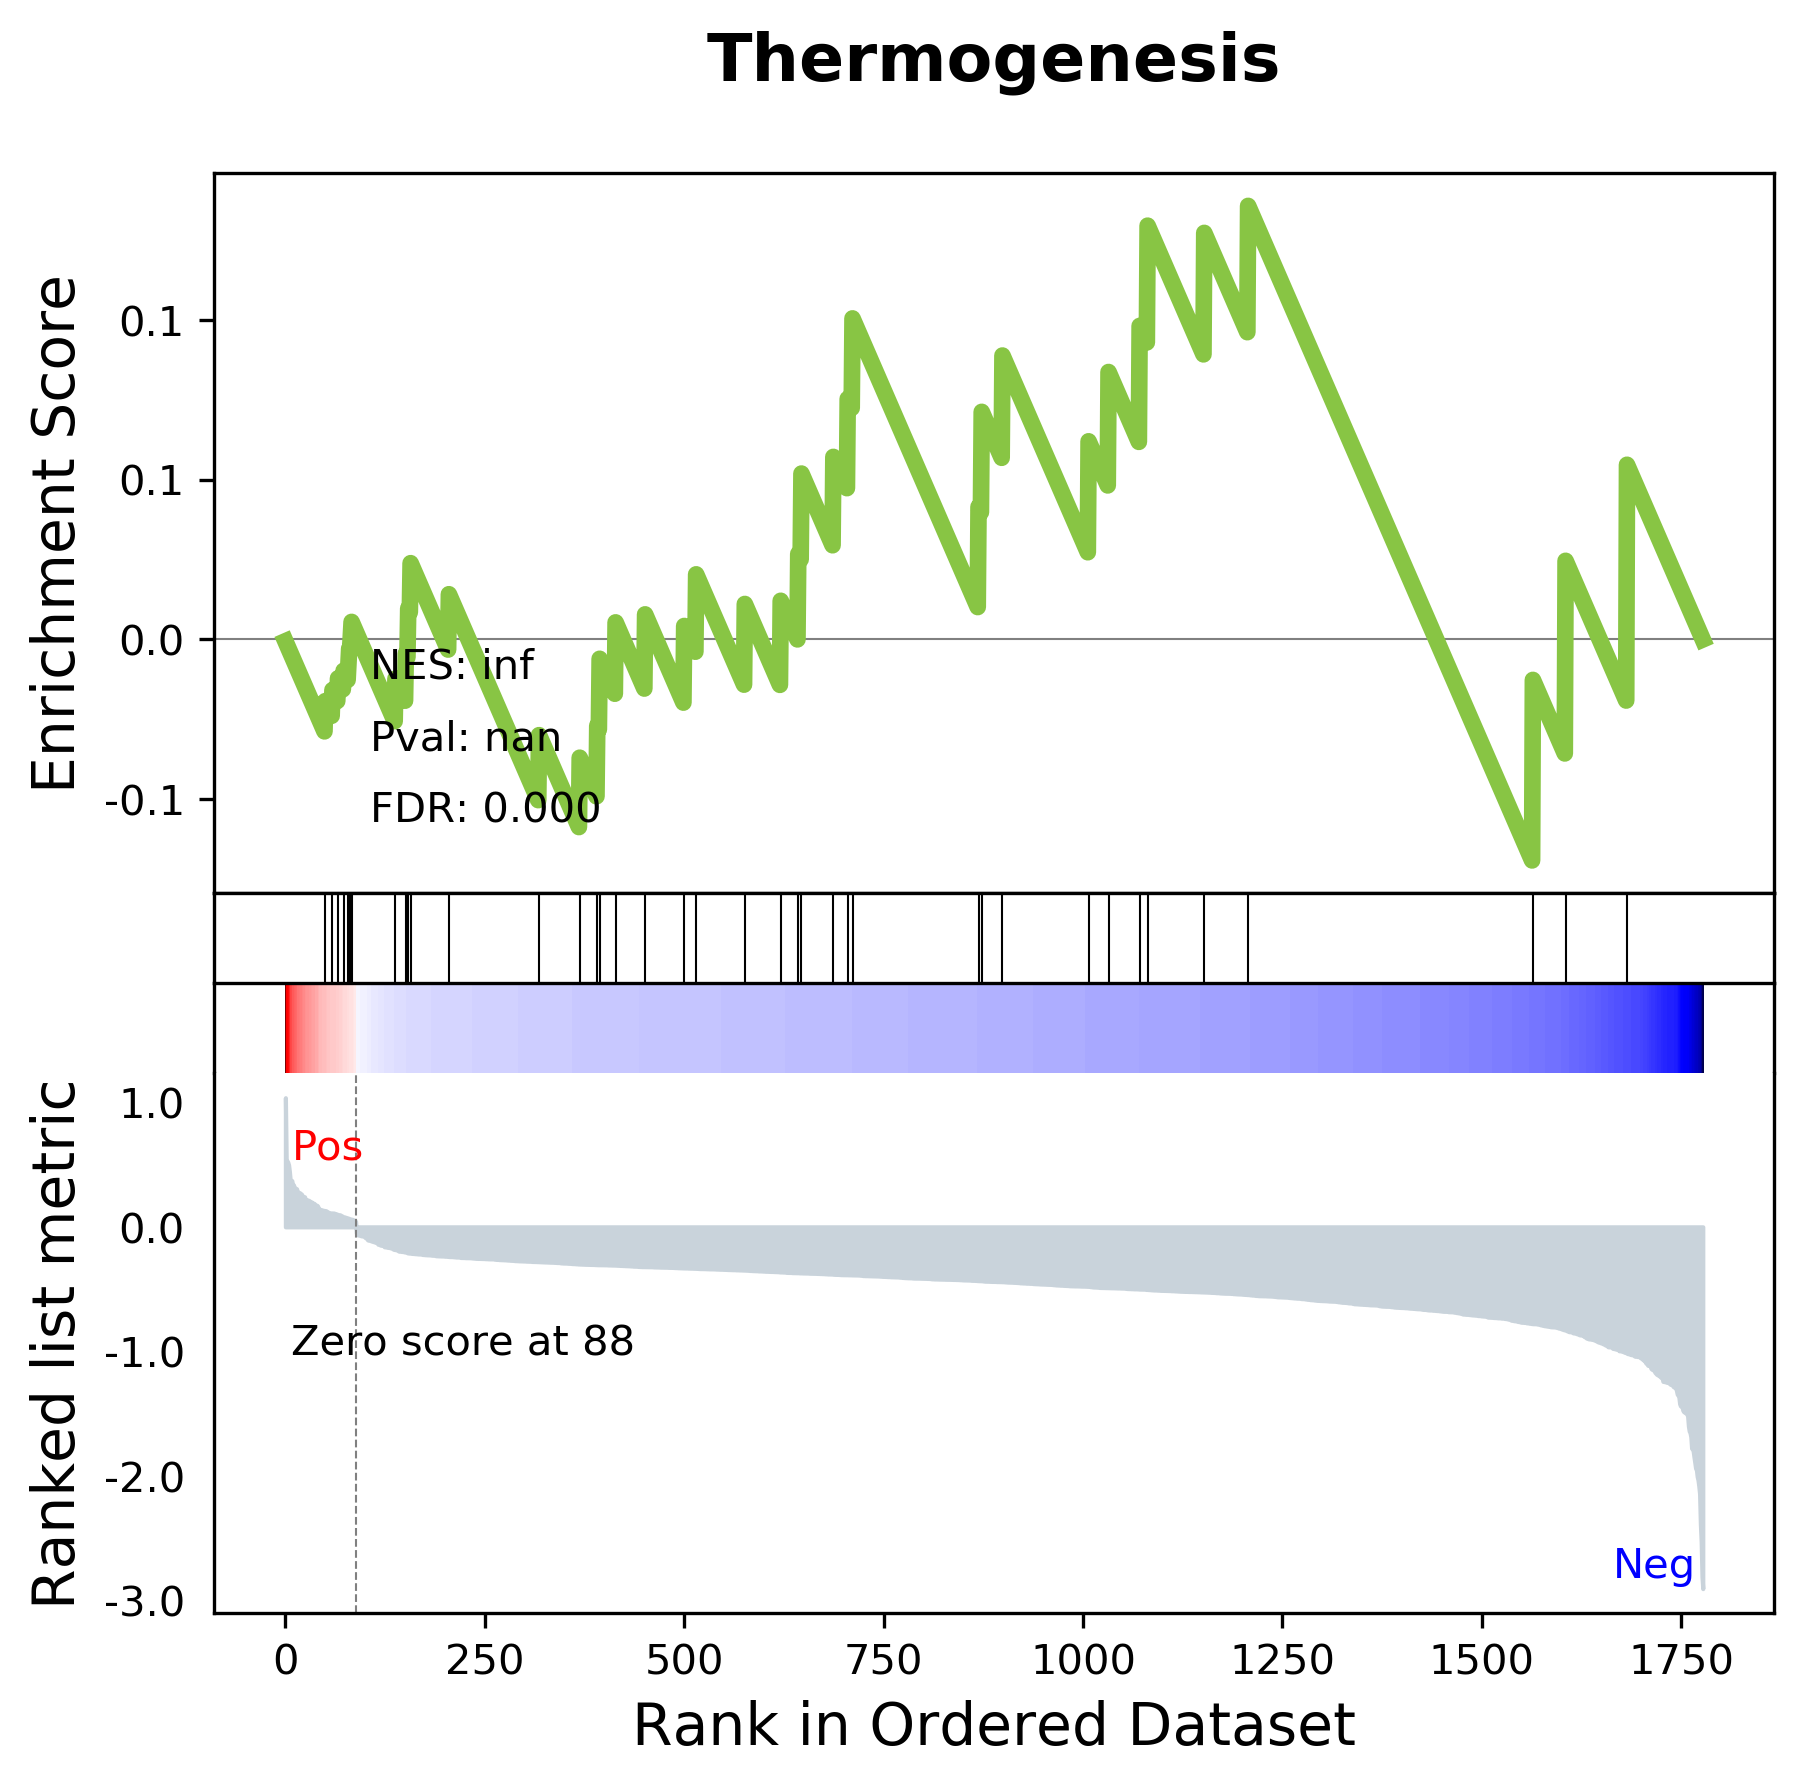 Thermogenesis
Enrichment Score
0.1
0.1
0.0
-0.1
NES: inf
Pval: nan
FDR: 0.000
Ranked list metric
1.0
0.0
-1.0
-2.0
-3.0
Pos
Zero score at 88
Neg
0 250 500 750 1000 1250 1500 1750
Rank in Ordered Dataset